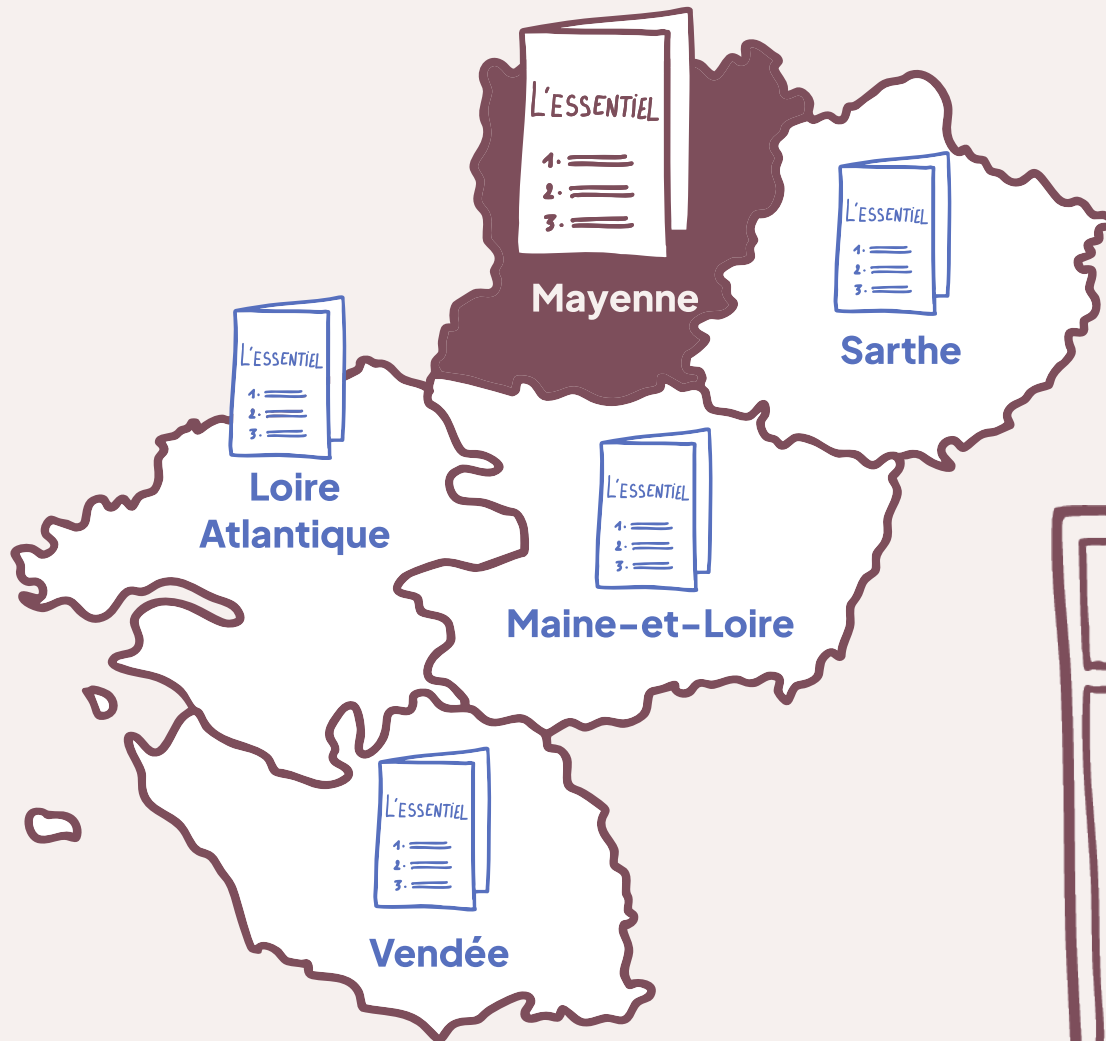 L'ESSENTIEL
1.
2.
3.
Mayenne
L'ESSENTIEL
1.
2.
3.
Sarthe
L'ESSENTIEL
1.
2.
3.
Loire
Atlantique
L'ESSENTIEL
1.
2.
3.
Maine-et-Loire
L'ESSENTIEL
1.
2.
3.
Vendée